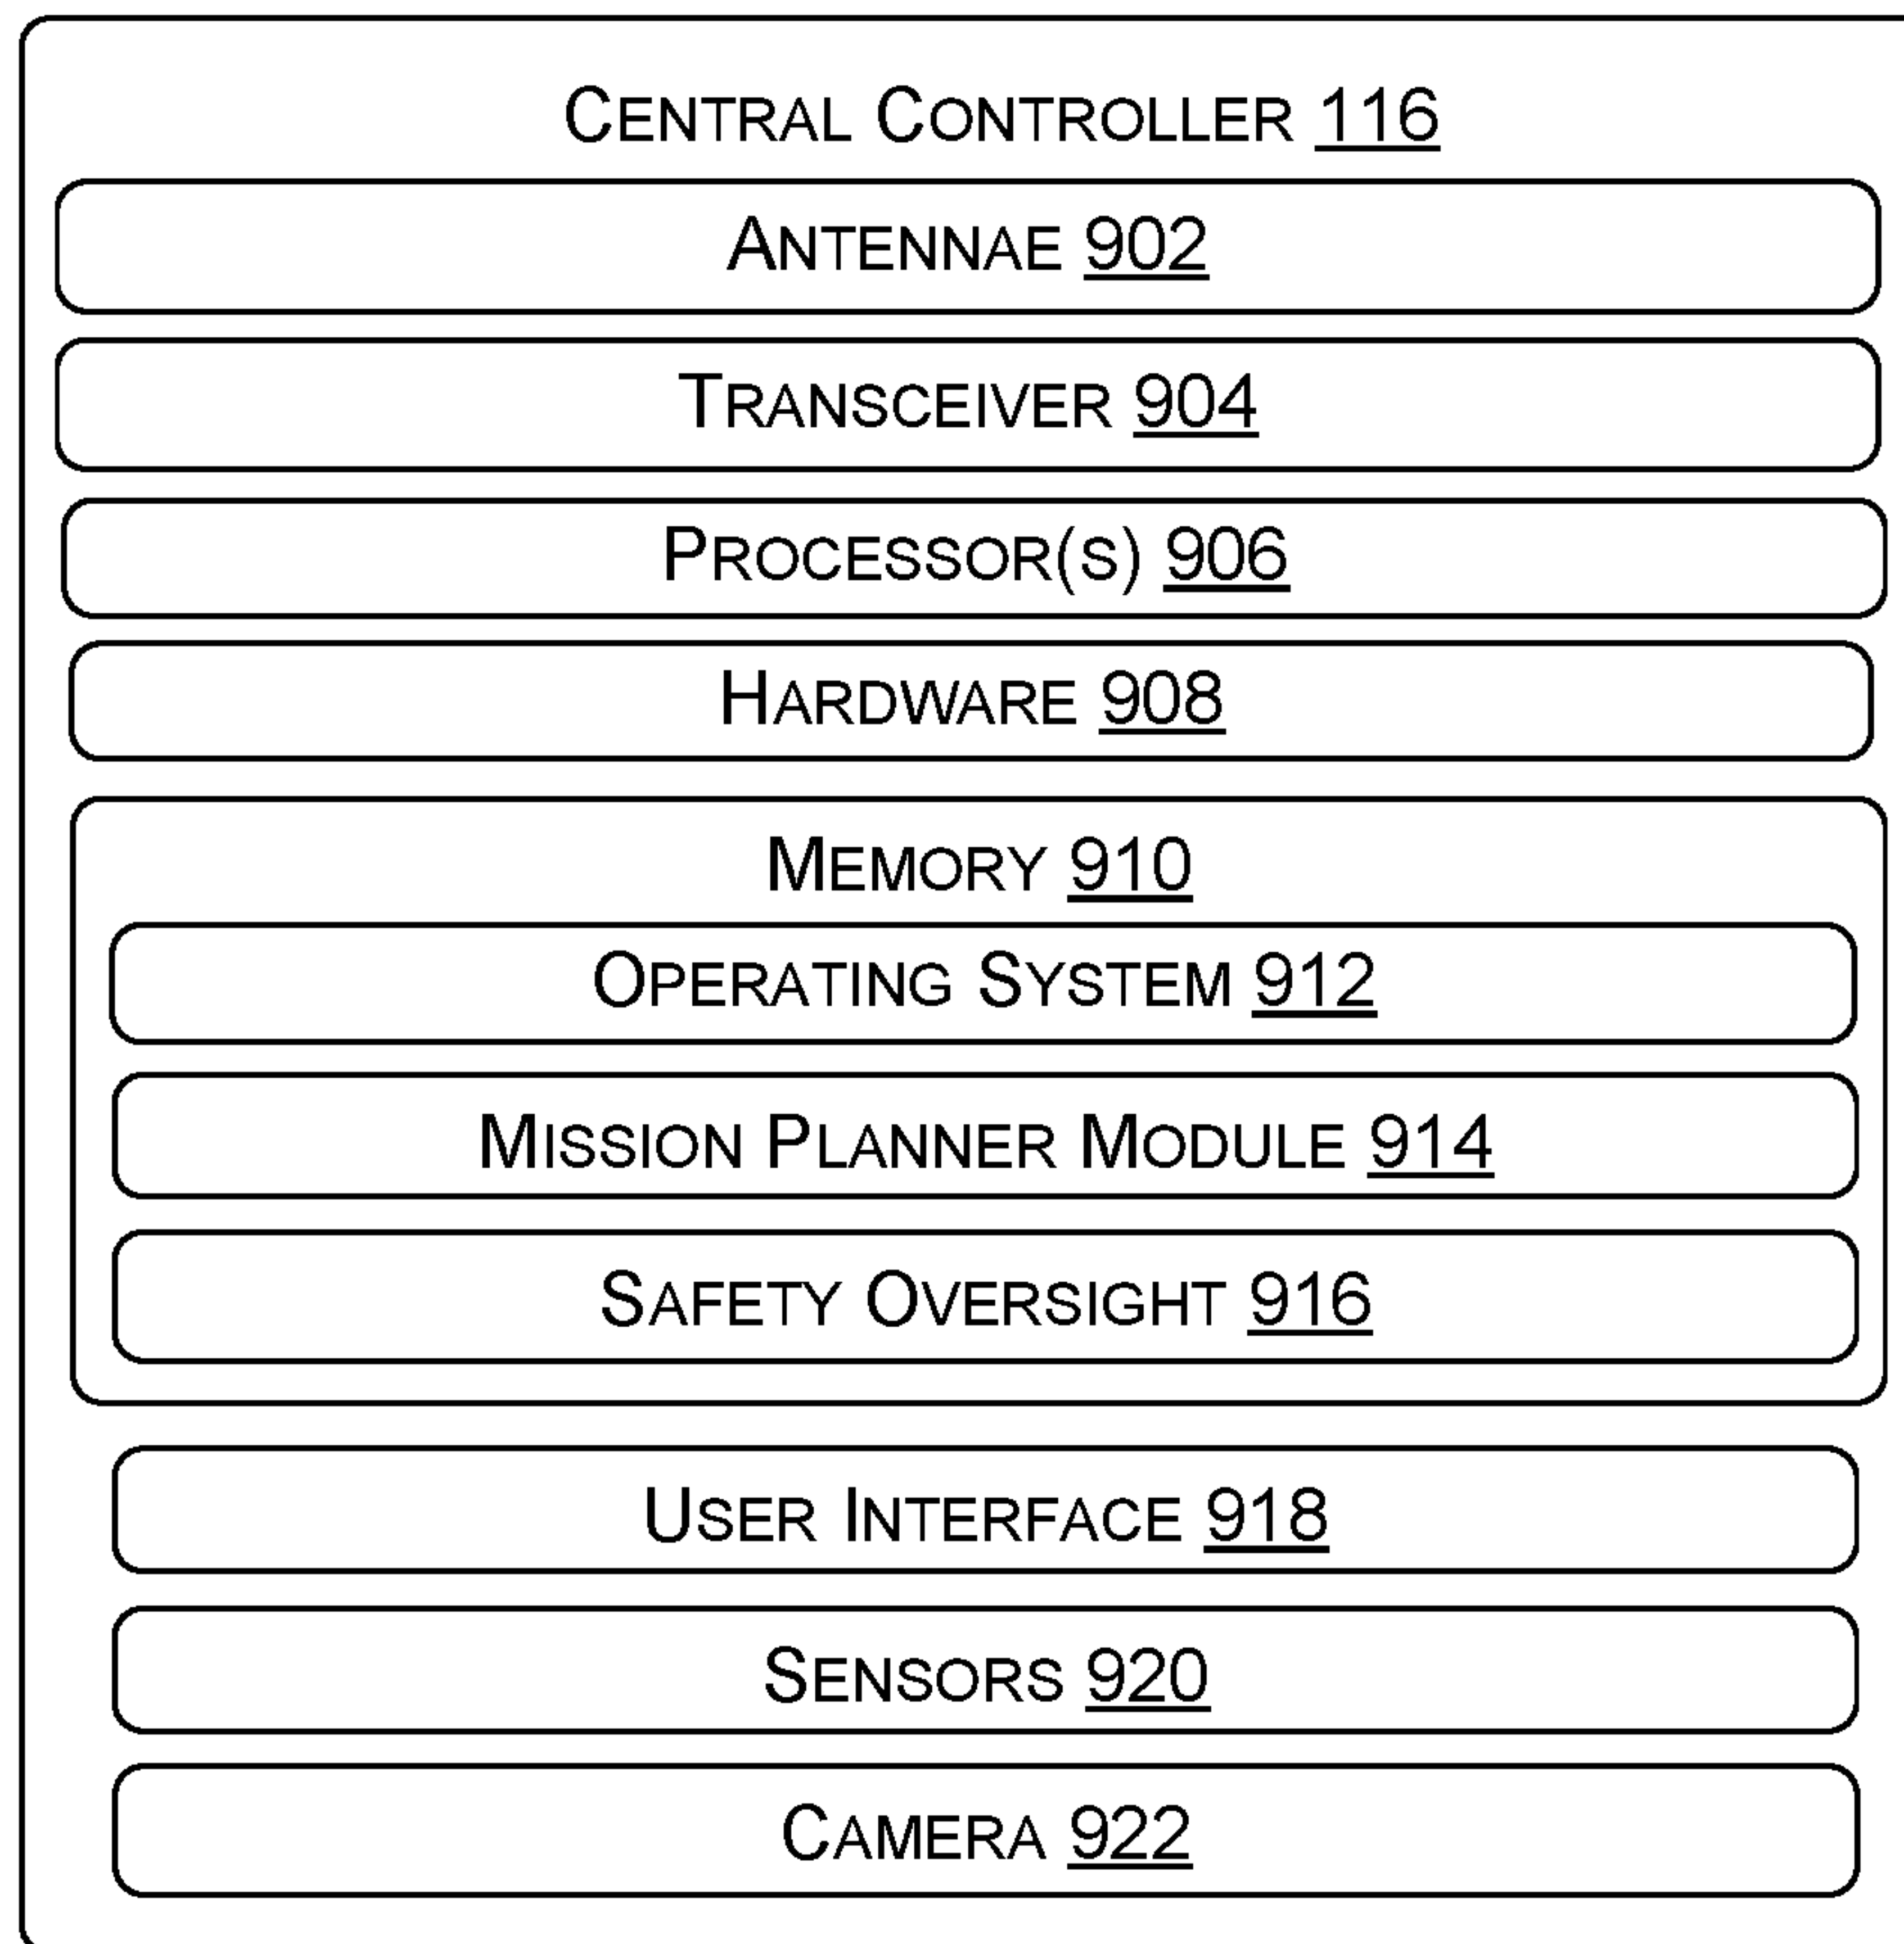 CENTRAL CONTROLLER 116
ANTENNAE 902
TRANSCEIVER 904
PROCESSOR(S) 906
HARDWARE 908
MEMORY 910
OPERATING SYSTEM 912
MISSION PLANNER MODULE 914
SAFETY OVERSIGHT 916
USER INTERFACE 918
SENSORS 920
CAMERA 922